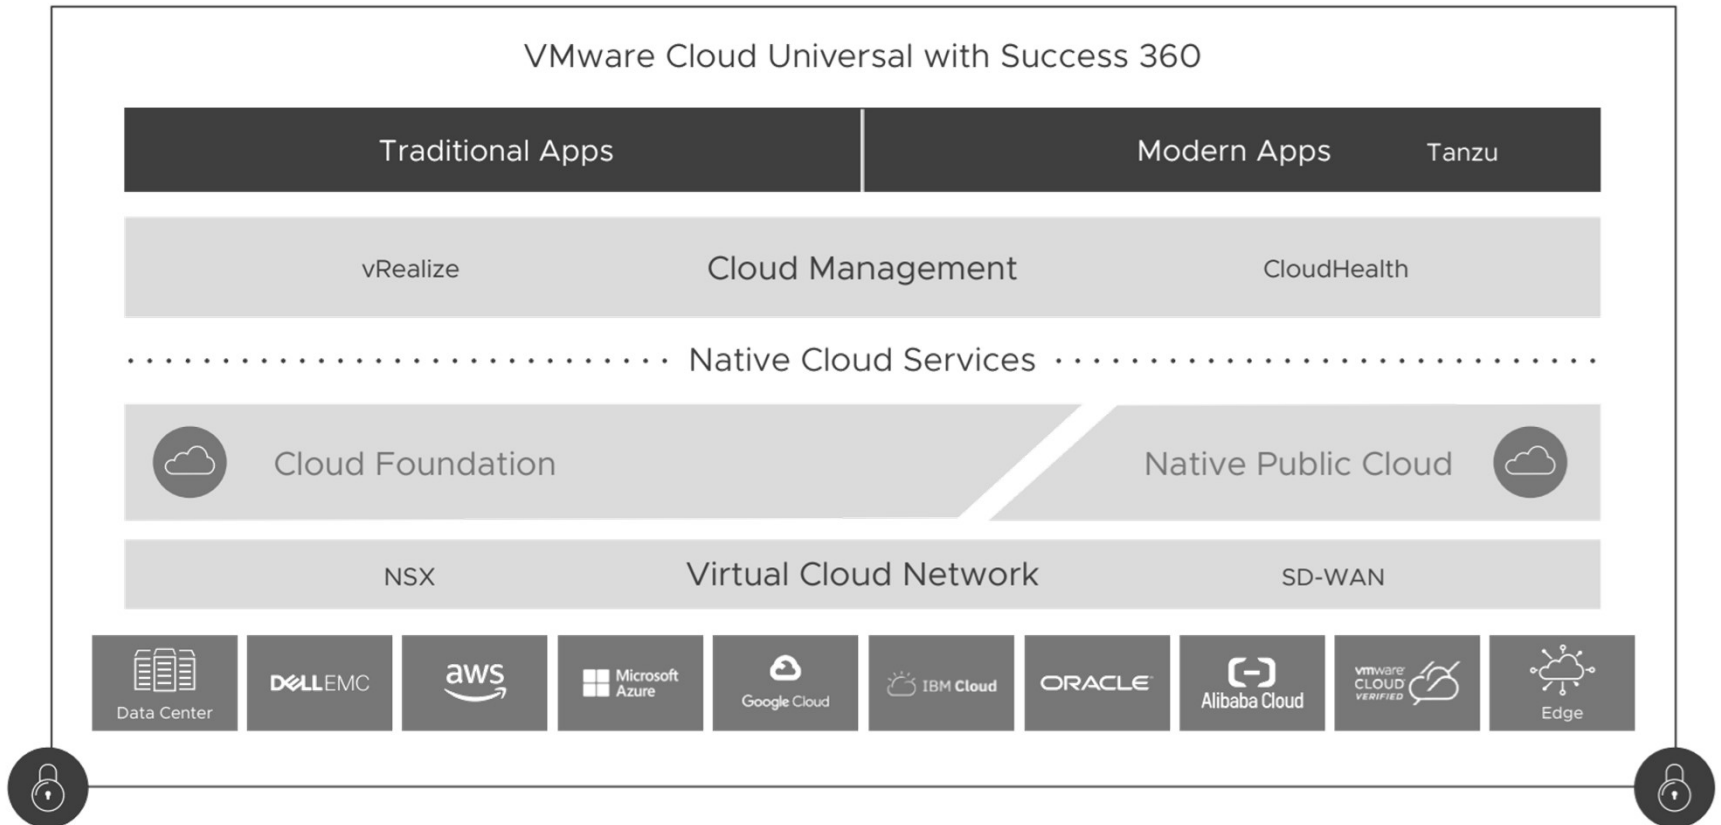 VMware Cloud Universal with Success 360
Traditional Apps
Modern Apps Tanzu
vRealize Cloud Management CloudHealth
Native Cloud Services
Cloud Foundation
Native Public Cloud
NSX Virtual Cloud Network SD-WAN
Data Center
DELLEMC
aws
Microsoft
Azure
Google Cloud
IBM Cloud
ORACLE
Alibaba Cloud
vmware
CLOUD
VERIFIED
Edge